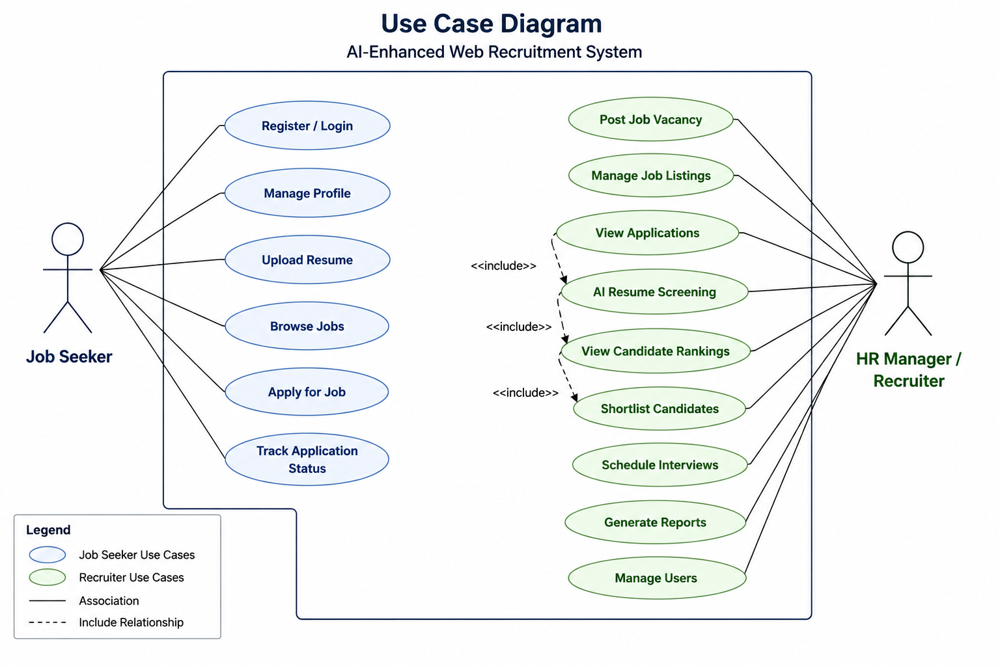 Use Case Diagram
AI-Enhanced Web Recruitment System
Register / Login
Manage Profile
Upload Resume
Browse Jobs
Apply for Job
Track Application
Status
Job Seeker
Post Job Vacancy
Manage Job Listings
View Applications
<<include>>
AI Resume Screening
<<include>>
View Candidate Rankings
<<include>>
Shortlist Candidates
Schedule Interviews
Generate Reports
Manage Users
HR Manager /
Recruiter
Legend
Job Seeker Use Cases
Recruiter Use Cases
Association
Include Relationship